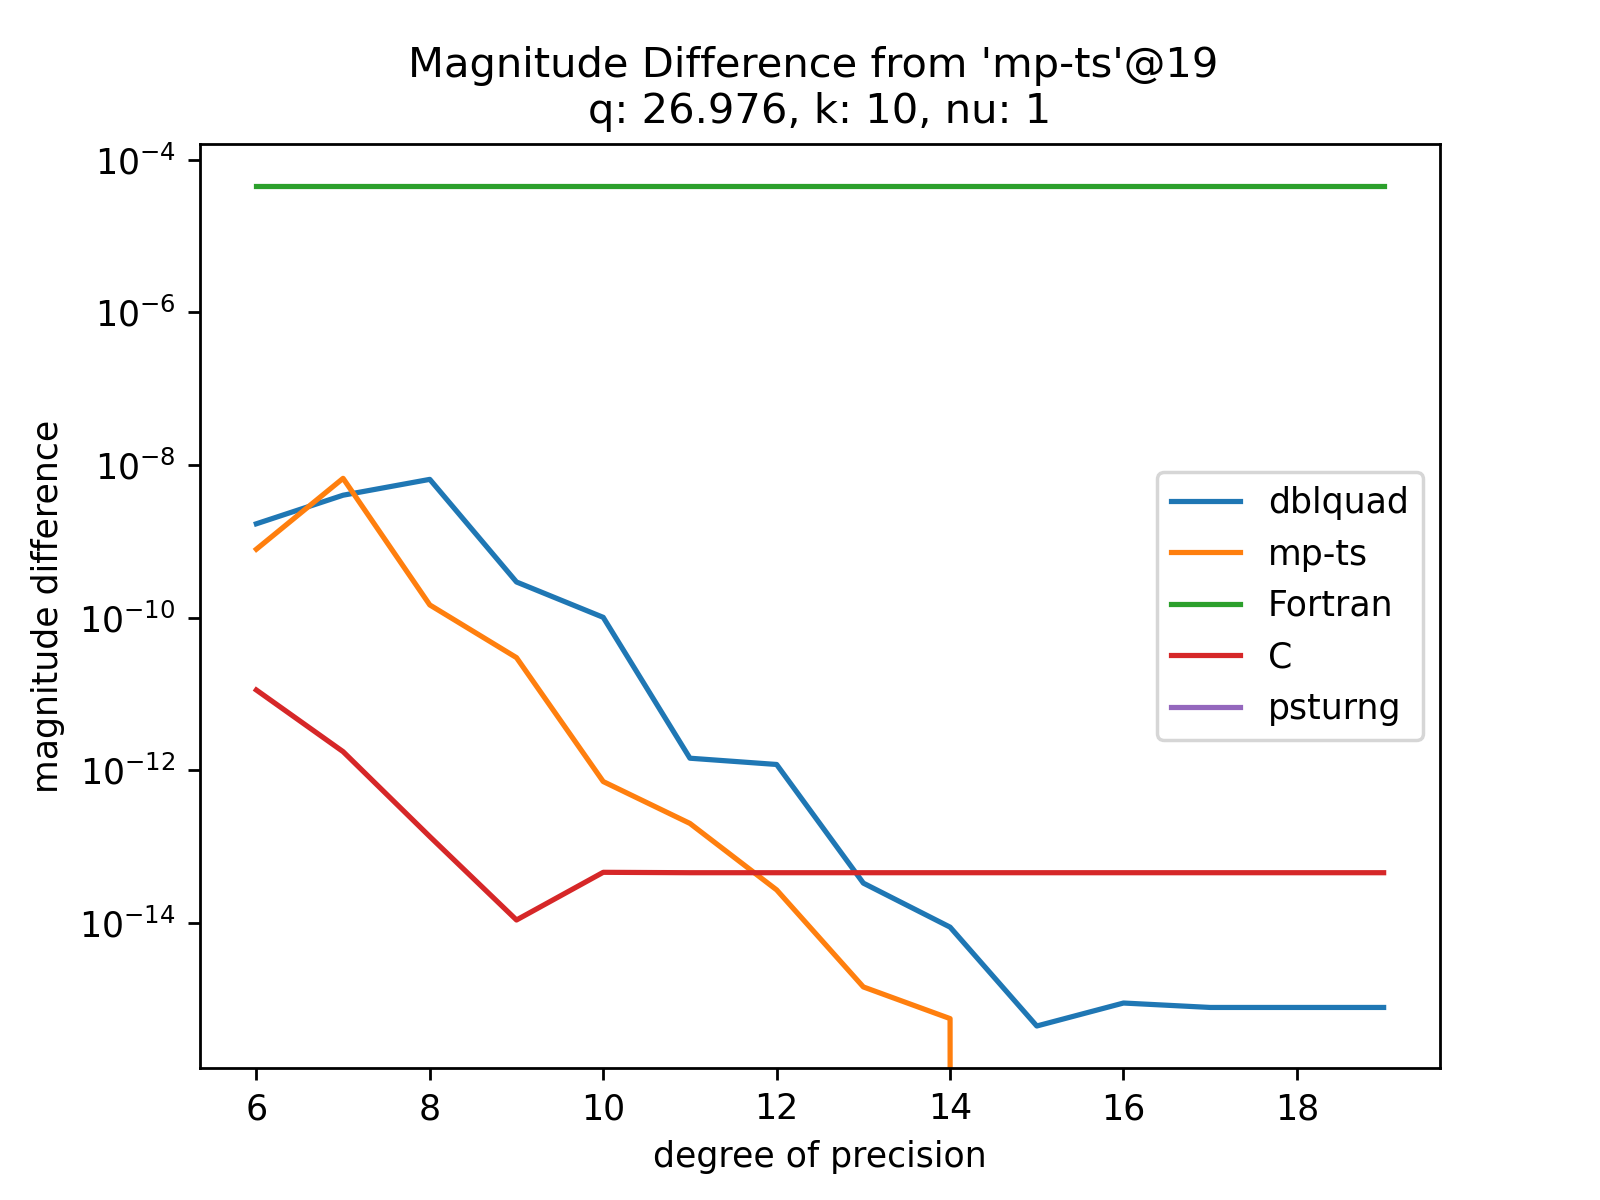 Magnitude Difference from 'mp-ts'@19
q: 26.976, k: 10, nu: 1
magnitude difference
10⁻⁴
10⁻⁶
10⁻⁸
10⁻¹⁰
10⁻¹²
10⁻¹⁴
dblquad
mp-ts
Fortran
C
psturng
6 8 10 12 14 16 18
degree of precision